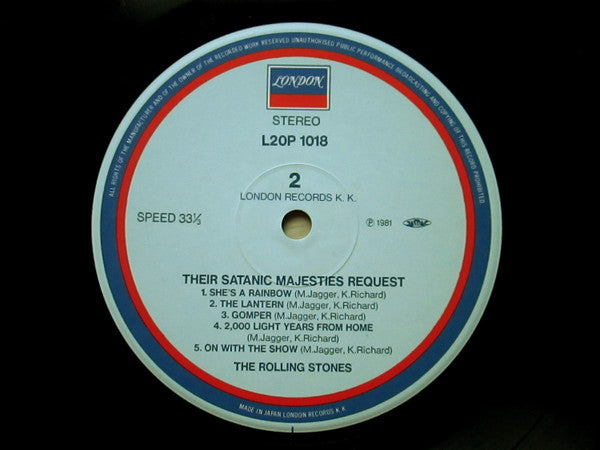 ALL RIGHTS OF THE MANUFACTURER AND OF THE OWNER OF THE RECORDED WORK RESERVED UNAUTHORISED PUBLIC PERFORMANCE BROADCASTING AND COPYING OF THIS RECORD PROHIBITED
LONDON
STEREO
L20P 1018
2
LONDON RECORDS K. K.
SPEED 33⅓
℗ 1981
THEIR SATANIC MAJESTIES REQUEST
1. SHE'S A RAINBOW (M.Jagger, K.Richard)
2. THE LANTERN (M.Jagger, K.Richard)
3. GOMPER (M.Jagger, K.Richard)
4. 2,000 LIGHT YEARS FROM HOME
(M.Jagger, K.Richard)
5. ON WITH THE SHOW (M.Jagger, K.Richard)
THE ROLLING STONES
MADE IN JAPAN LONDON RECORDS K. K.